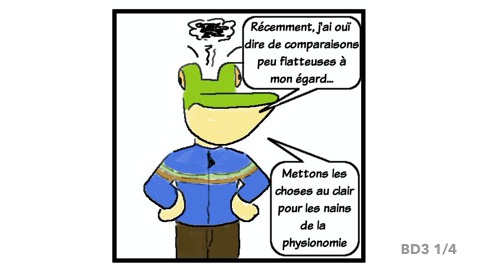 Récemment, j'ai ouï
dire de comparaisons
peu flatteuses à
mon égard...
Mettons les
choses au clair
pour les nains
de la
physionomie
BD3 1/4